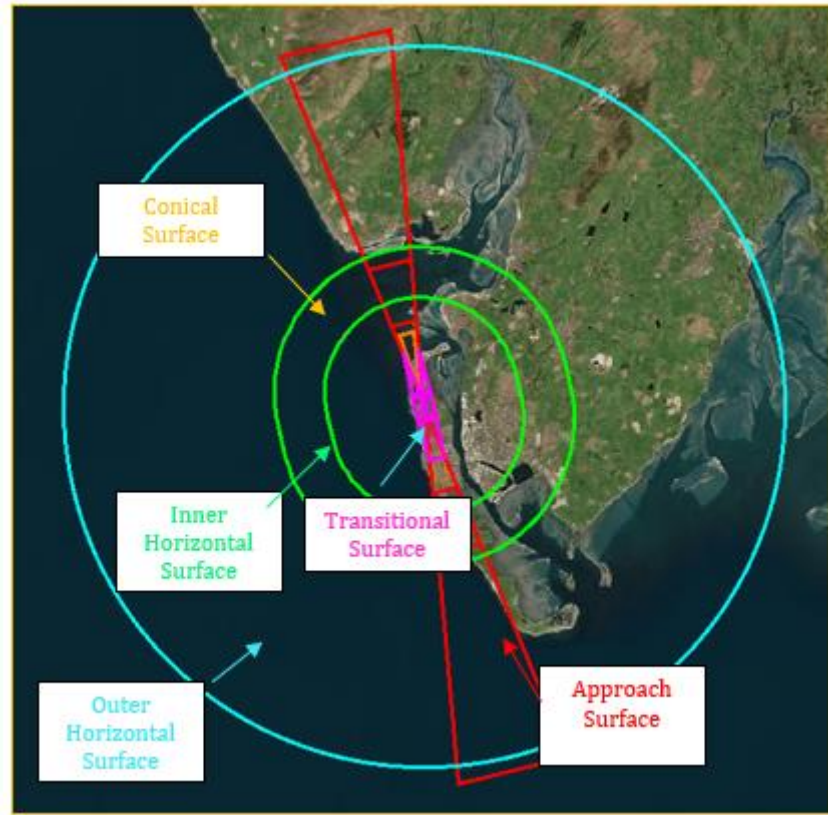 Conical
Surface
Inner
Horizontal
Surface
Transitional
Surface
Outer
Horizontal
Surface
Approach
Surface